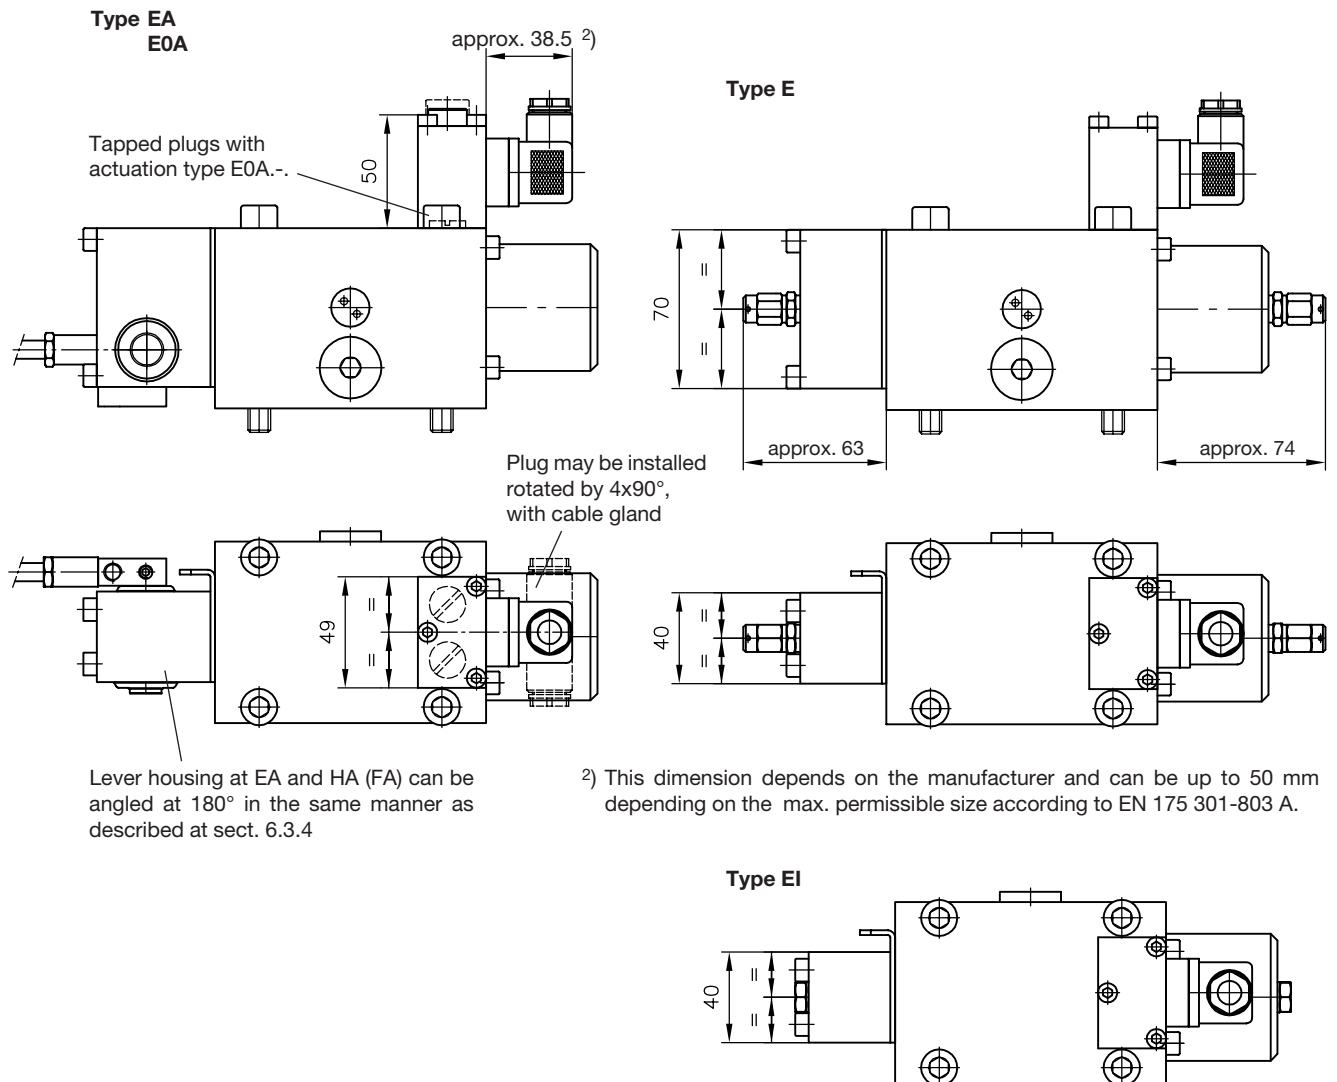 Type EA
E0A
approx. 38.5 2)
Type E
Tapped plugs with
actuation type E0A.-.
50
70
=
=
approx. 63
approx. 74
Plug may be installed
rotated by 4x90°,
with cable gland
49
=
=
40
=
=
Lever housing at EA and HA (FA) can be
angled at 180° in the same manner as
described at sect. 6.3.4
2) This dimension depends on the manufacturer and can be up to 50 mm
depending on the max. permissible size according to EN 175 301-803 A.
Type EI
40
=
=